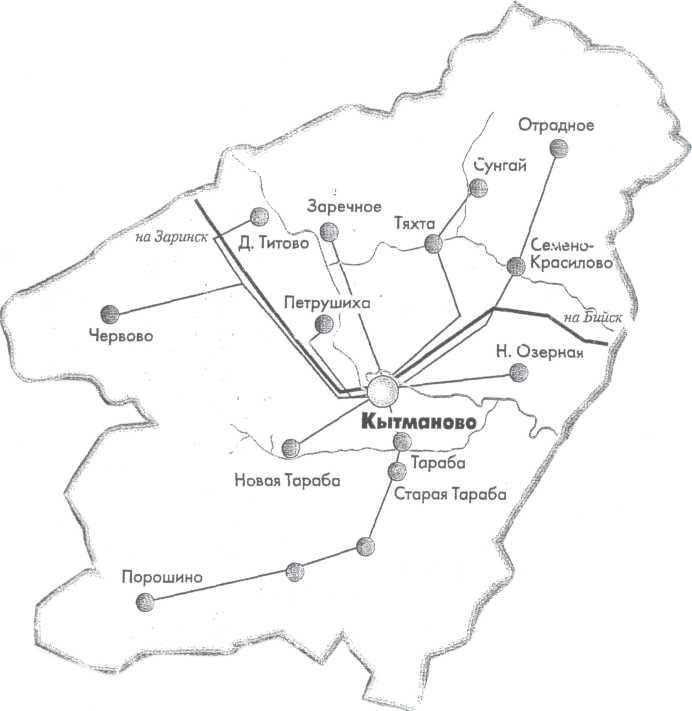 Отрадное
Сунгай
Заречное
Тяхта
на Заринск
Д. Титово
Семено-
Красилово
Петрушиха
на Бийск
Червово
Н. Озерная
Кытманово
Тараба
Новая Тараба
Старая Тараба
Порошино